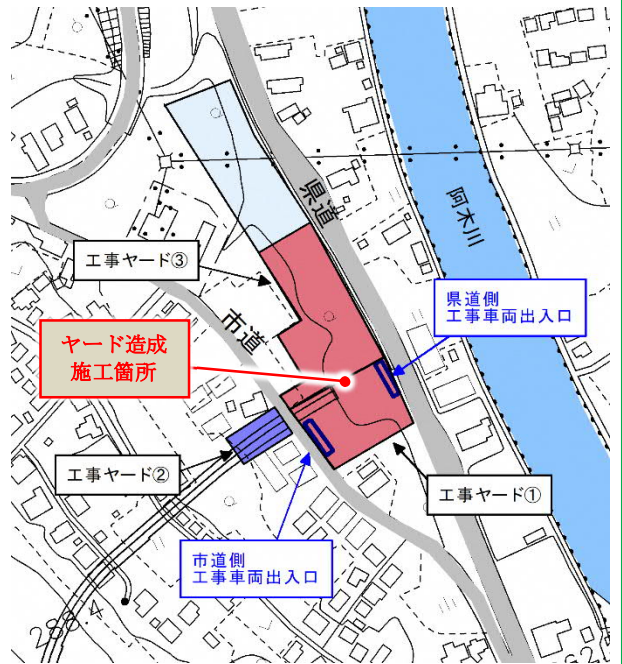 県道
阿木川
工事ヤード③
県道側
工事車両出入口
市道
ヤード造成
施工箇所
工事ヤード②
工事ヤード①
市道側
工事車両出入口